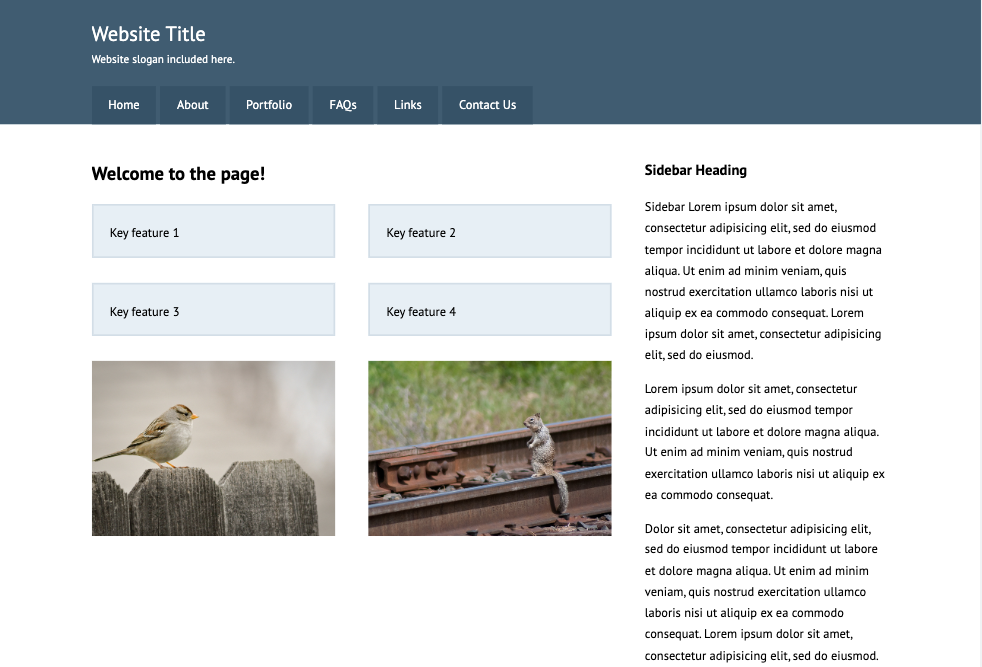 Website Title
Website slogan included here.
Home About Portfolio FAQs Links Contact Us
Welcome to the page!
Key feature 1
Key feature 2
Key feature 3
Key feature 4
Sidebar Heading
Sidebar Lorem ipsum dolor sit amet,
consectetur adipisicing elit, sed do eiusmod
tempor incididunt ut labore et dolore magna
aliqua. Ut enim ad minim veniam, quis
nostrud exercitation ullamco laboris nisi ut
aliquip ex ea commodo consequat. Lorem
ipsum dolor sit amet, consectetur adipisicing
elit, sed do eiusmod.
Lorem ipsum dolor sit amet, consectetur
adipisicing elit, sed do eiusmod tempor
incididunt ut labore et dolore magna aliqua.
Ut enim ad minim veniam, quis nostrud
exercitation ullamco laboris nisi ut aliquip ex
ea commodo consequat.
Dolor sit amet, consectetur adipisicing elit,
sed do eiusmod tempor incididunt ut labore
et dolore magna aliqua. Ut enim ad minim
veniam, quis nostrud exercitation ullamco
laboris nisi ut aliquip ex ea commodo
consequat. Lorem ipsum dolor sit amet,
consectetur adipisicing elit, sed do eiusmod.